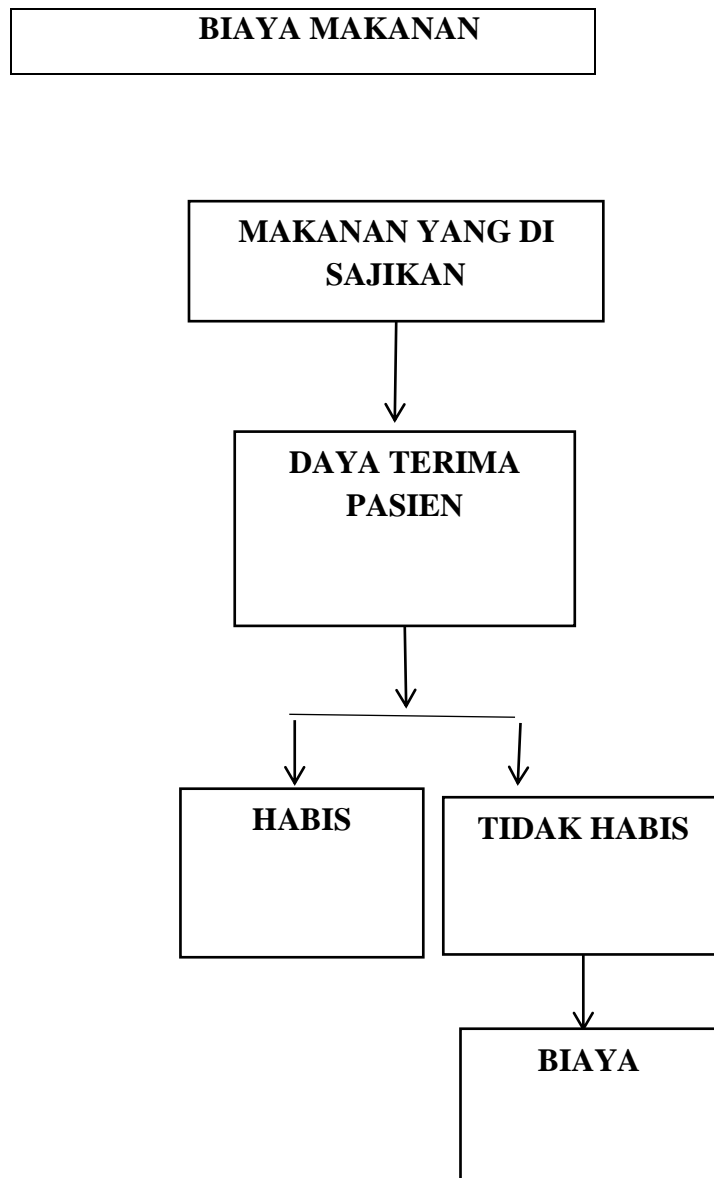 BIAYA MAKANAN
MAKANAN YANG DI
SAJIKAN
DAYA TERIMA
PASIEN
HABIS
TIDAK HABIS
BIAYA